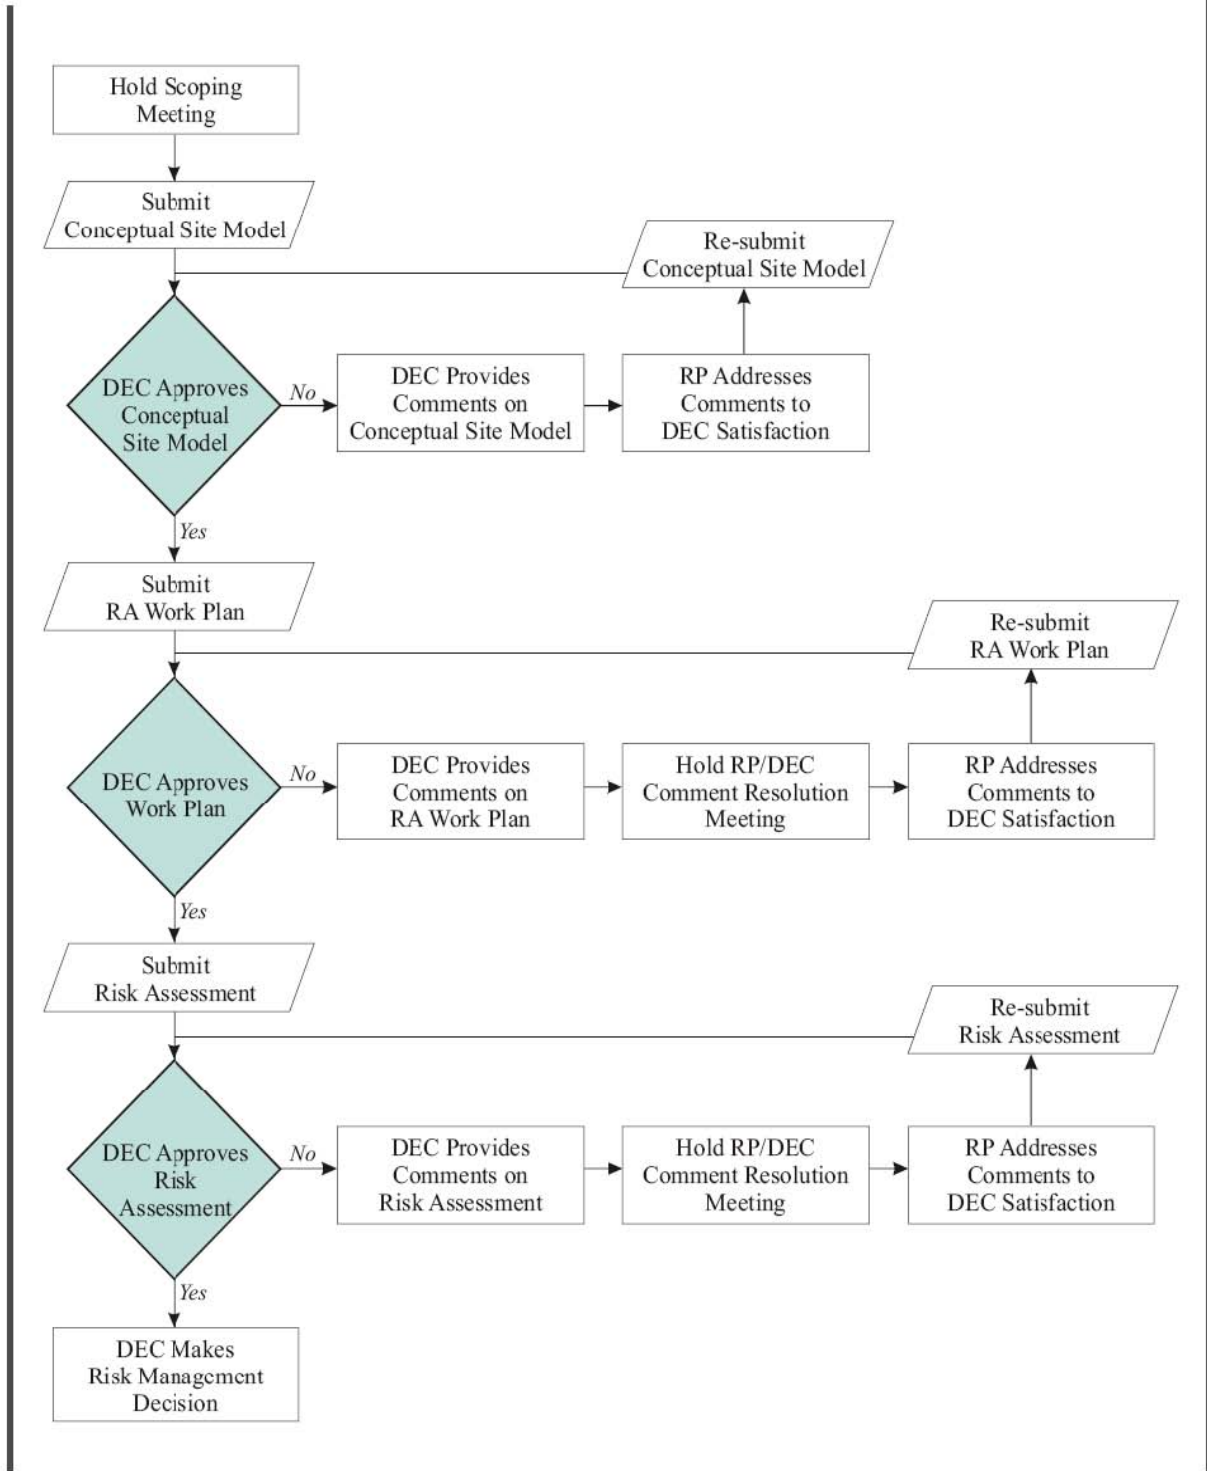 Hold Scoping
Meeting
Submit
Conceptual Site Model
Re-submit
Conceptual Site Model
DEC Approves
Conceptual
Site Model
No
DEC Provides
Comments on
Conceptual Site Model
RP Addresses
Comments to
DEC Satisfaction
Yes
Submit
RA Work Plan
Re-submit
RA Work Plan
DEC Approves
Work Plan
No
DEC Provides
Comments on
RA Work Plan
Hold RP/DEC
Comment Resolution
Meeting
RP Addresses
Comments to
DEC Satisfaction
Yes
Submit
Risk Assessment
Re-submit
Risk Assessment
DEC Approves
Risk
Assessment
No
DEC Provides
Comments on
Risk Assessment
Hold RP/DEC
Comment Resolution
Meeting
RP Addresses
Comments to
DEC Satisfaction
Yes
DEC Makes
Risk Management
Decision